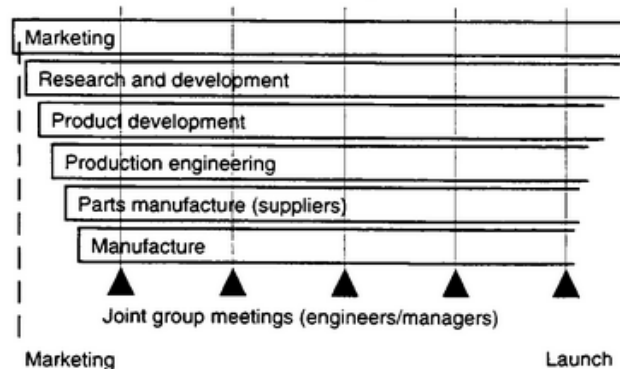 Marketing
Research and development
Product development
Production engineering
Parts manufacture (suppliers)
Manufacture
Joint group meetings (engineers/managers)
Marketing Launch